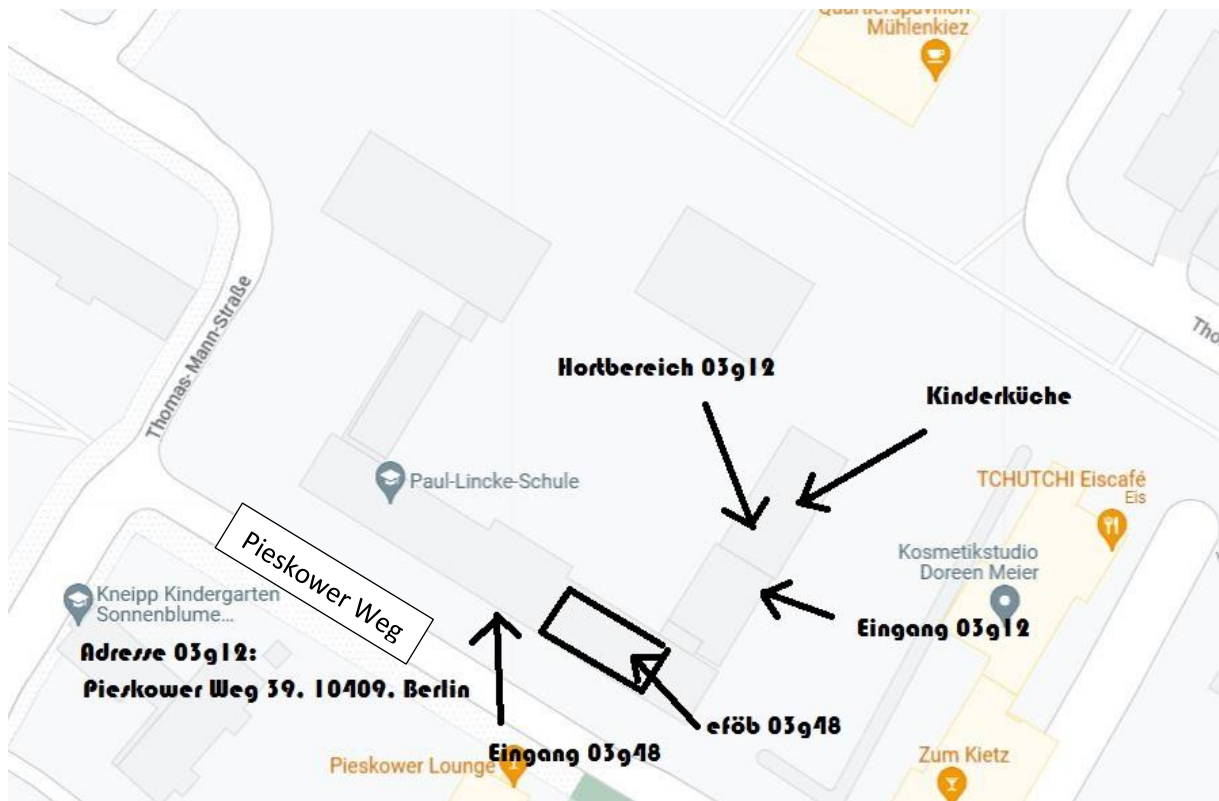 Quartierspavillon
Mühlenkiez
Thomas-Mann-Straße
Tho
Hortbereich 03g12
Kinderküche
Paul-Lincke-Schule
TCHUTCHI Eiscafé
Eis
Pieskower Weg
Kosmetikstudio
Doreen Meier
Kneipp Kindergarten
Sonnenblume...
Eingang 03g12
Adresse 03g12:
Pieskower Weg 39. 10409. Berlin
eföb 03g48
Eingang 03g48
Pieskower Lounge
Zum Kietz